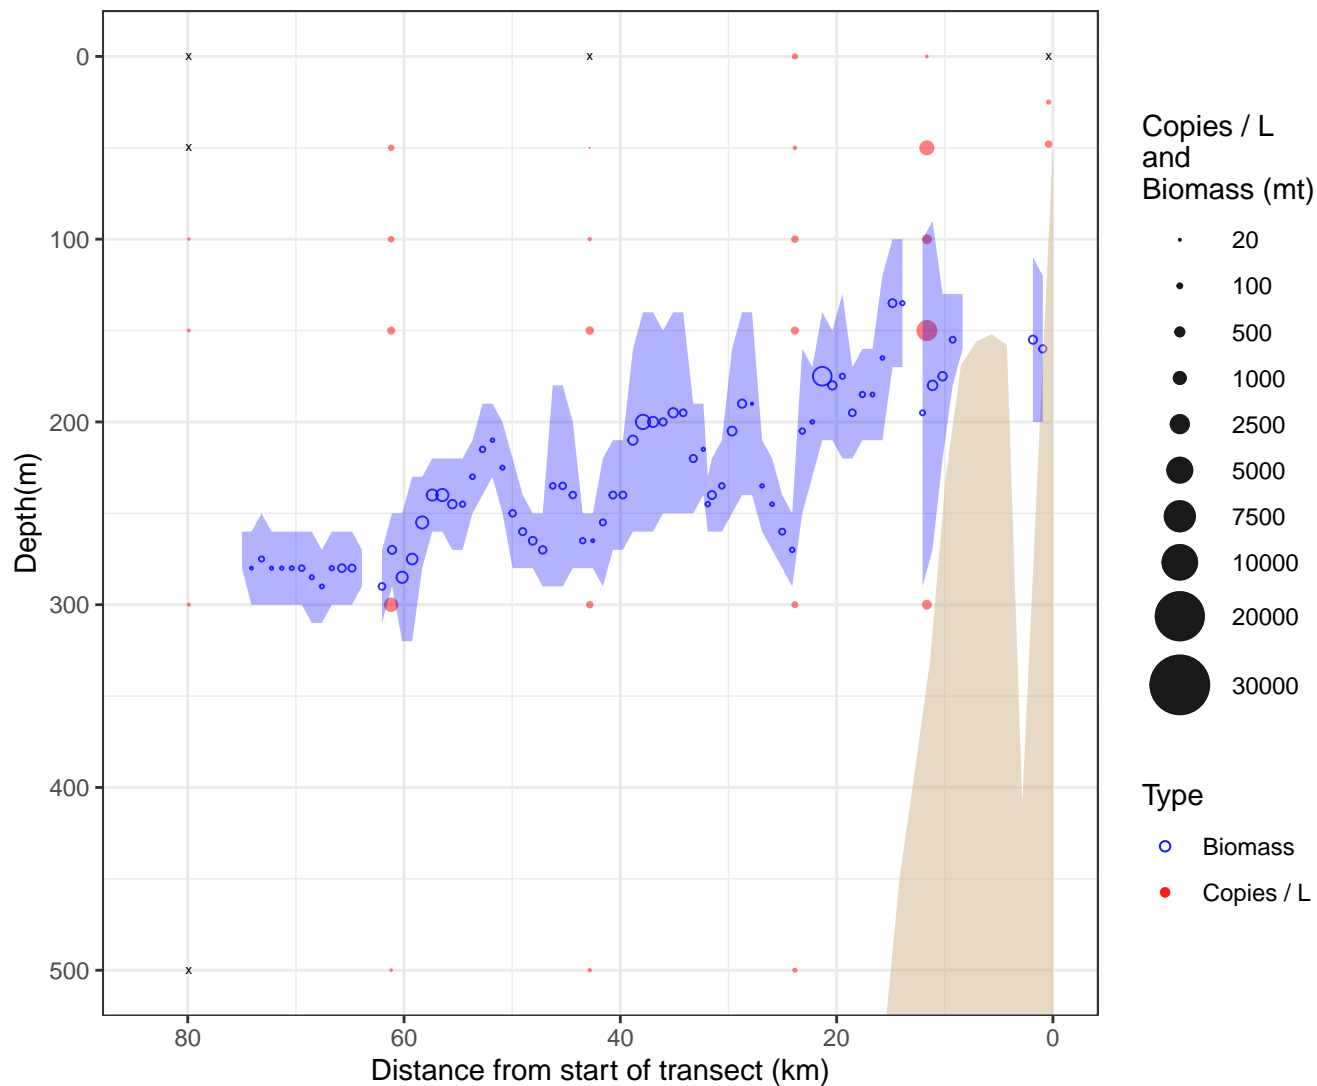 0
100
200
300
400
500
Depth(m)
x
x
x
x
x
80
60
40
20
0
Distance from start of transect (km)
Copies / L
and
Biomass (mt)
20
100
500
1000
2500
5000
7500
10000
20000
30000
Type
Biomass
Copies / L